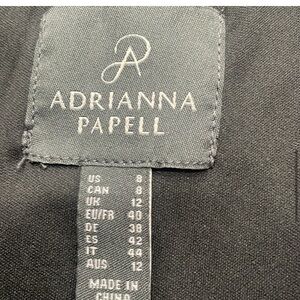 ADRIANNA
PAPELL
US 8
CAN 8
UK 12
EU/FR 40
DE 38
ES 42
IT 44
AUS 12
MADE IN
CHINA